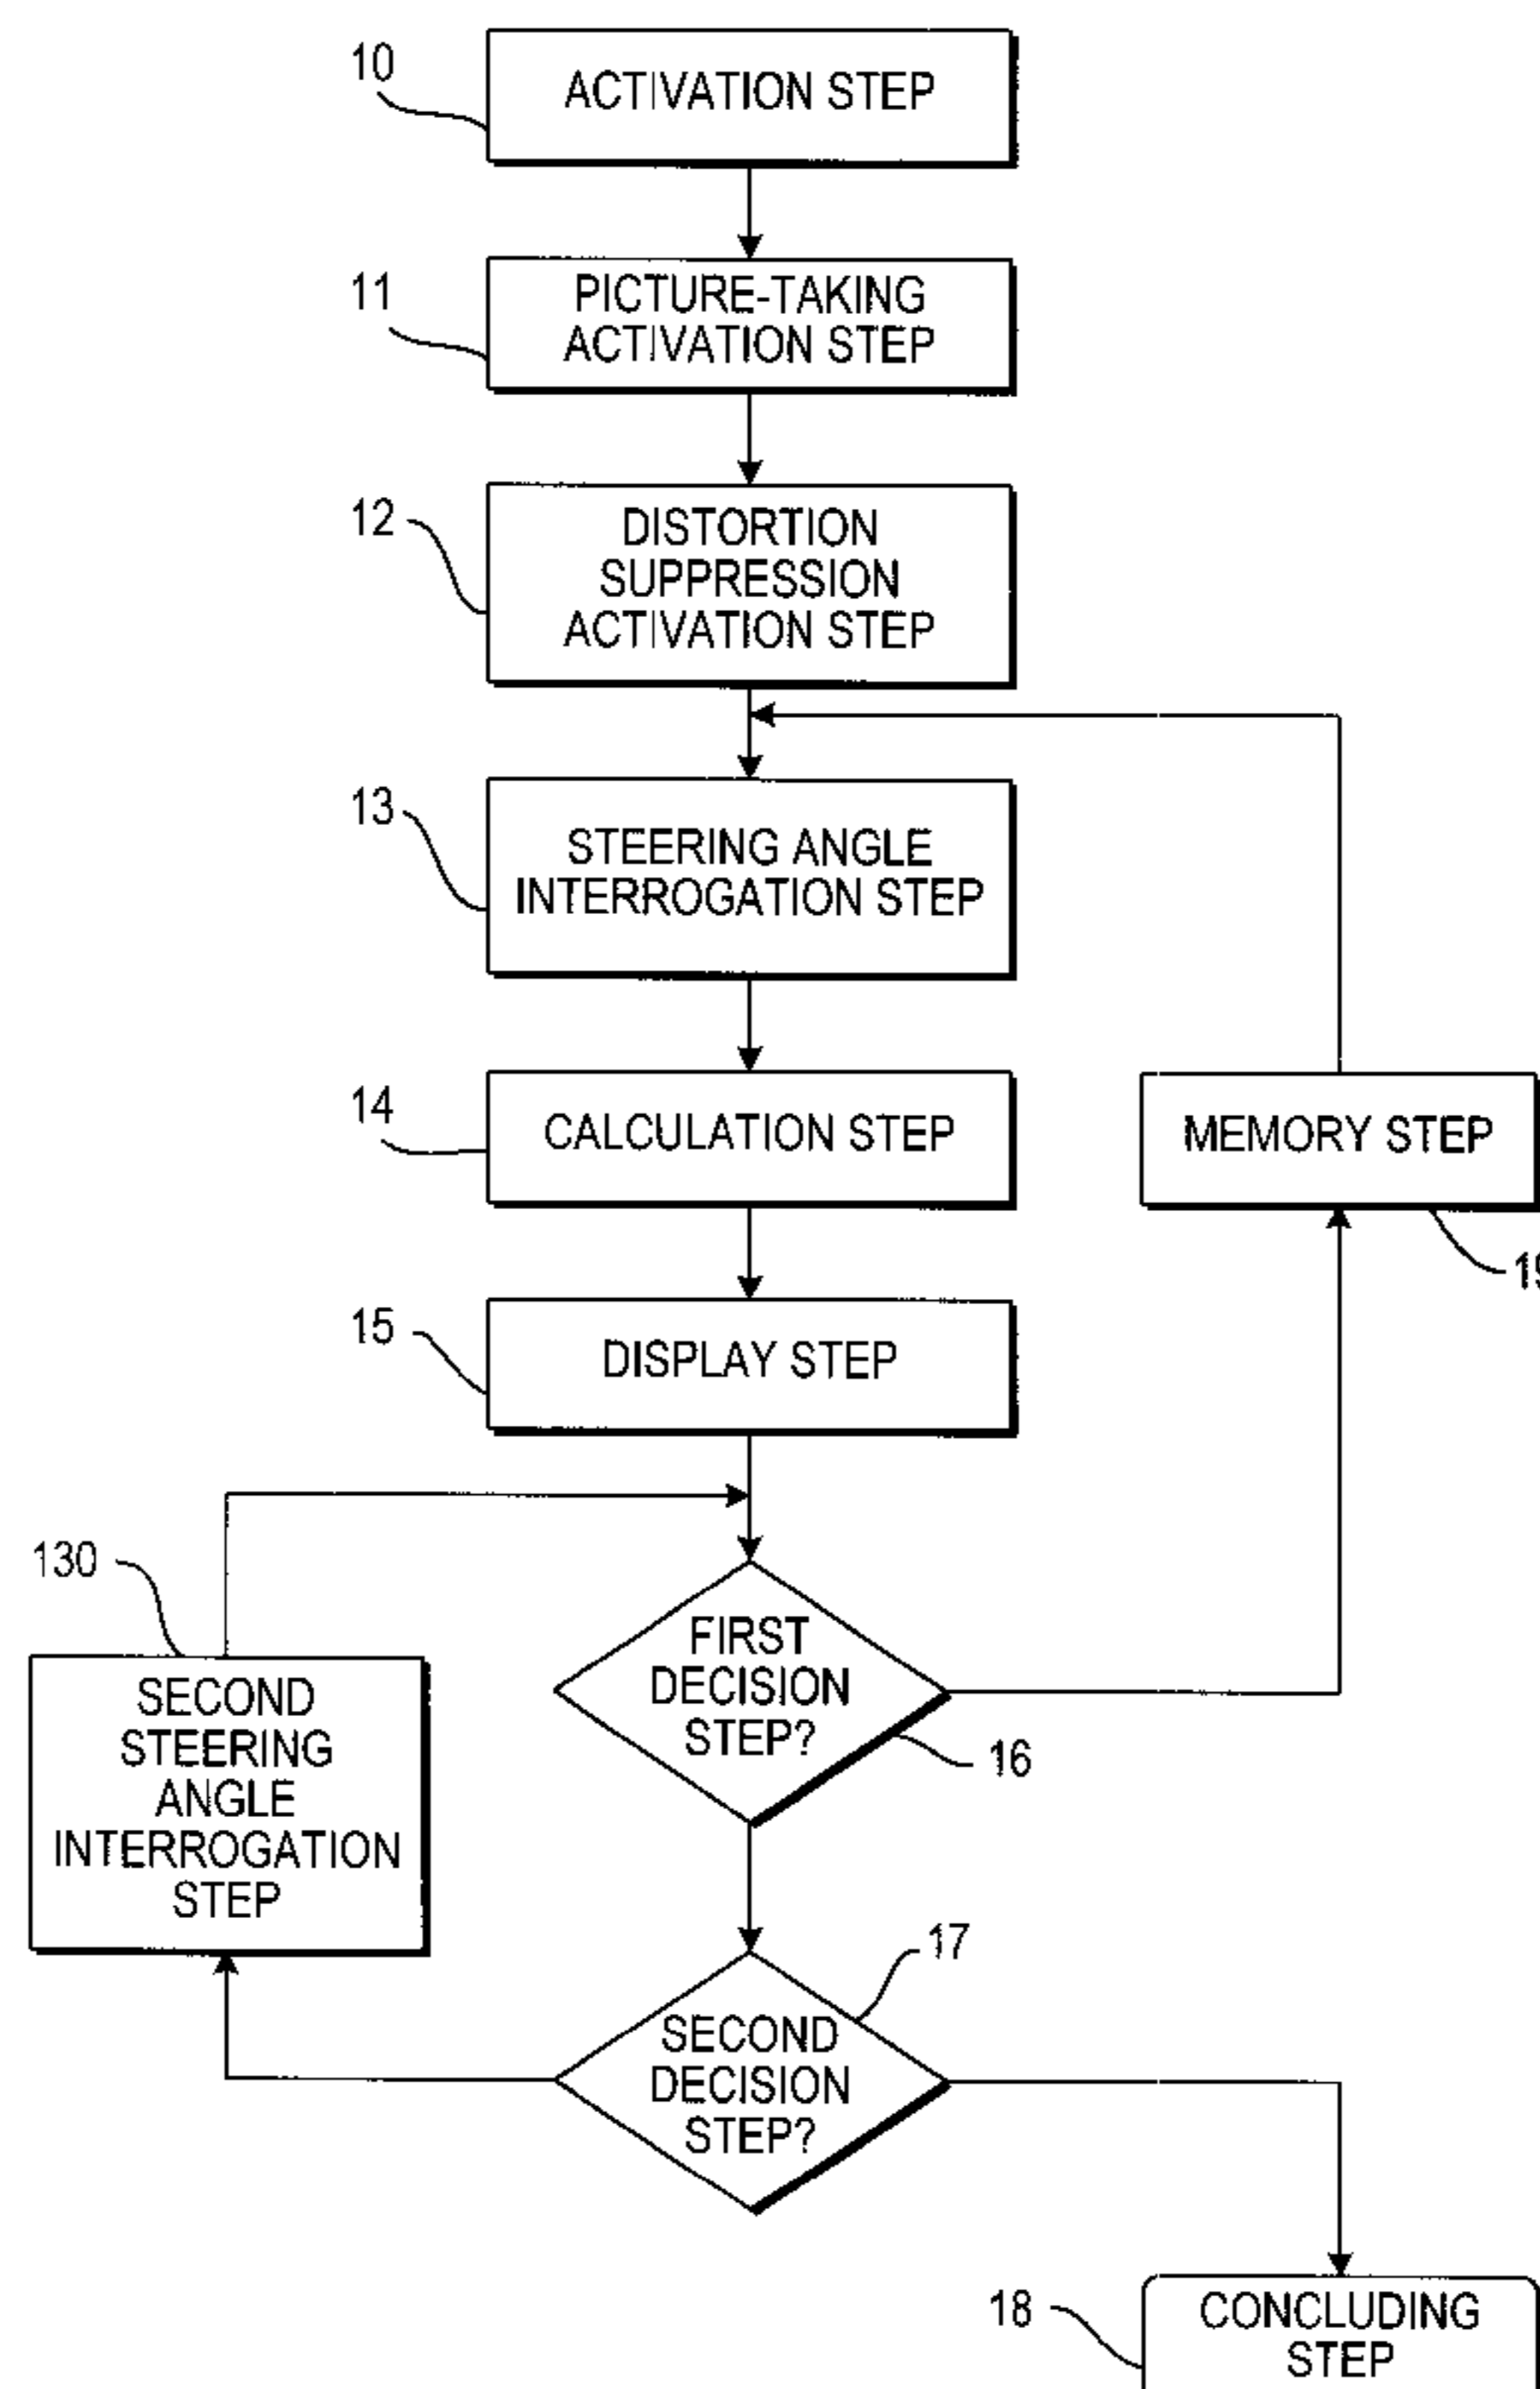 10
ACTIVATION STEP
11
PICTURE-TAKING
ACTIVATION STEP
12
DISTORTION
SUPPRESSION
ACTIVATION STEP
13
STEERING ANGLE
INTERROGATION STEP
14
CALCULATION STEP
MEMORY STEP
15
DISPLAY STEP
130
SECOND
STEERING
ANGLE
INTERROGATION
STEP
FIRST
DECISION
STEP?
16
17
SECOND
DECISION
STEP?
18
CONCLUDING
STEP